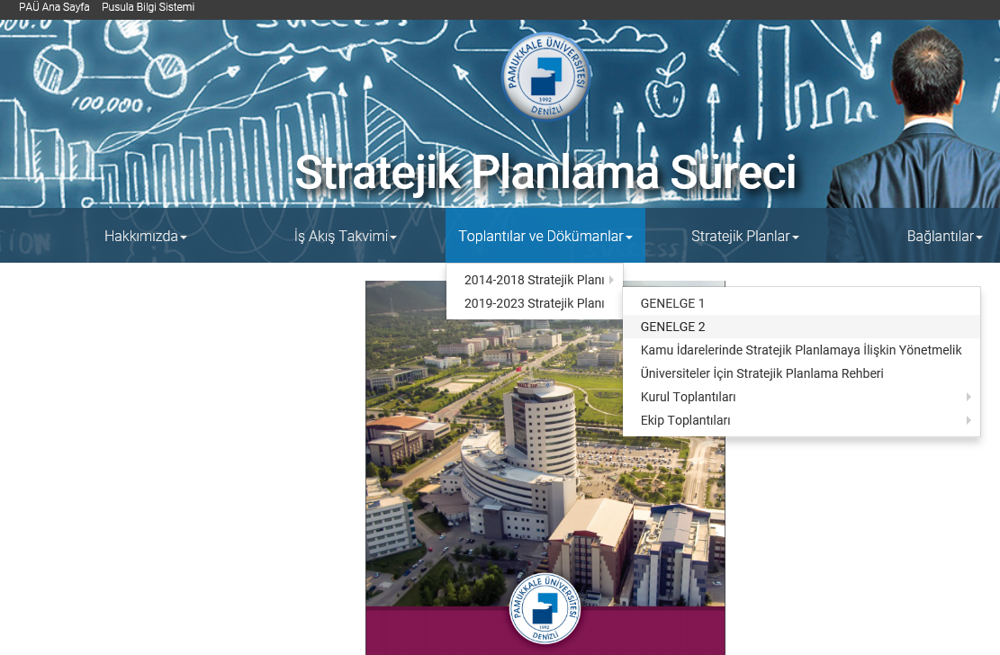 PAÜ Ana Sayfa Pusula Bilgi Sistemi
100,000.
PAMUKKALE ÜNİVERSİTESİ
1992
DENİZLİ
Stratejik Planlama Süreci
Hakkımızda İş Akış Takvimi Toplantılar ve Dökümanlar Stratejik Planlar Bağlantılar
2014-2018 Stratejik Planı
2019-2023 Stratejik Planı
GENELGE 1
GENELGE 2
Kamu İdarelerinde Stratejik Planlamaya İlişkin Yönetmelik
Üniversiteler İçin Stratejik Planlama Rehberi
Kurul Toplantıları
Ekip Toplantıları
PAMUKKALE ÜNİVERSİTESİ
1992
DENİZLİ